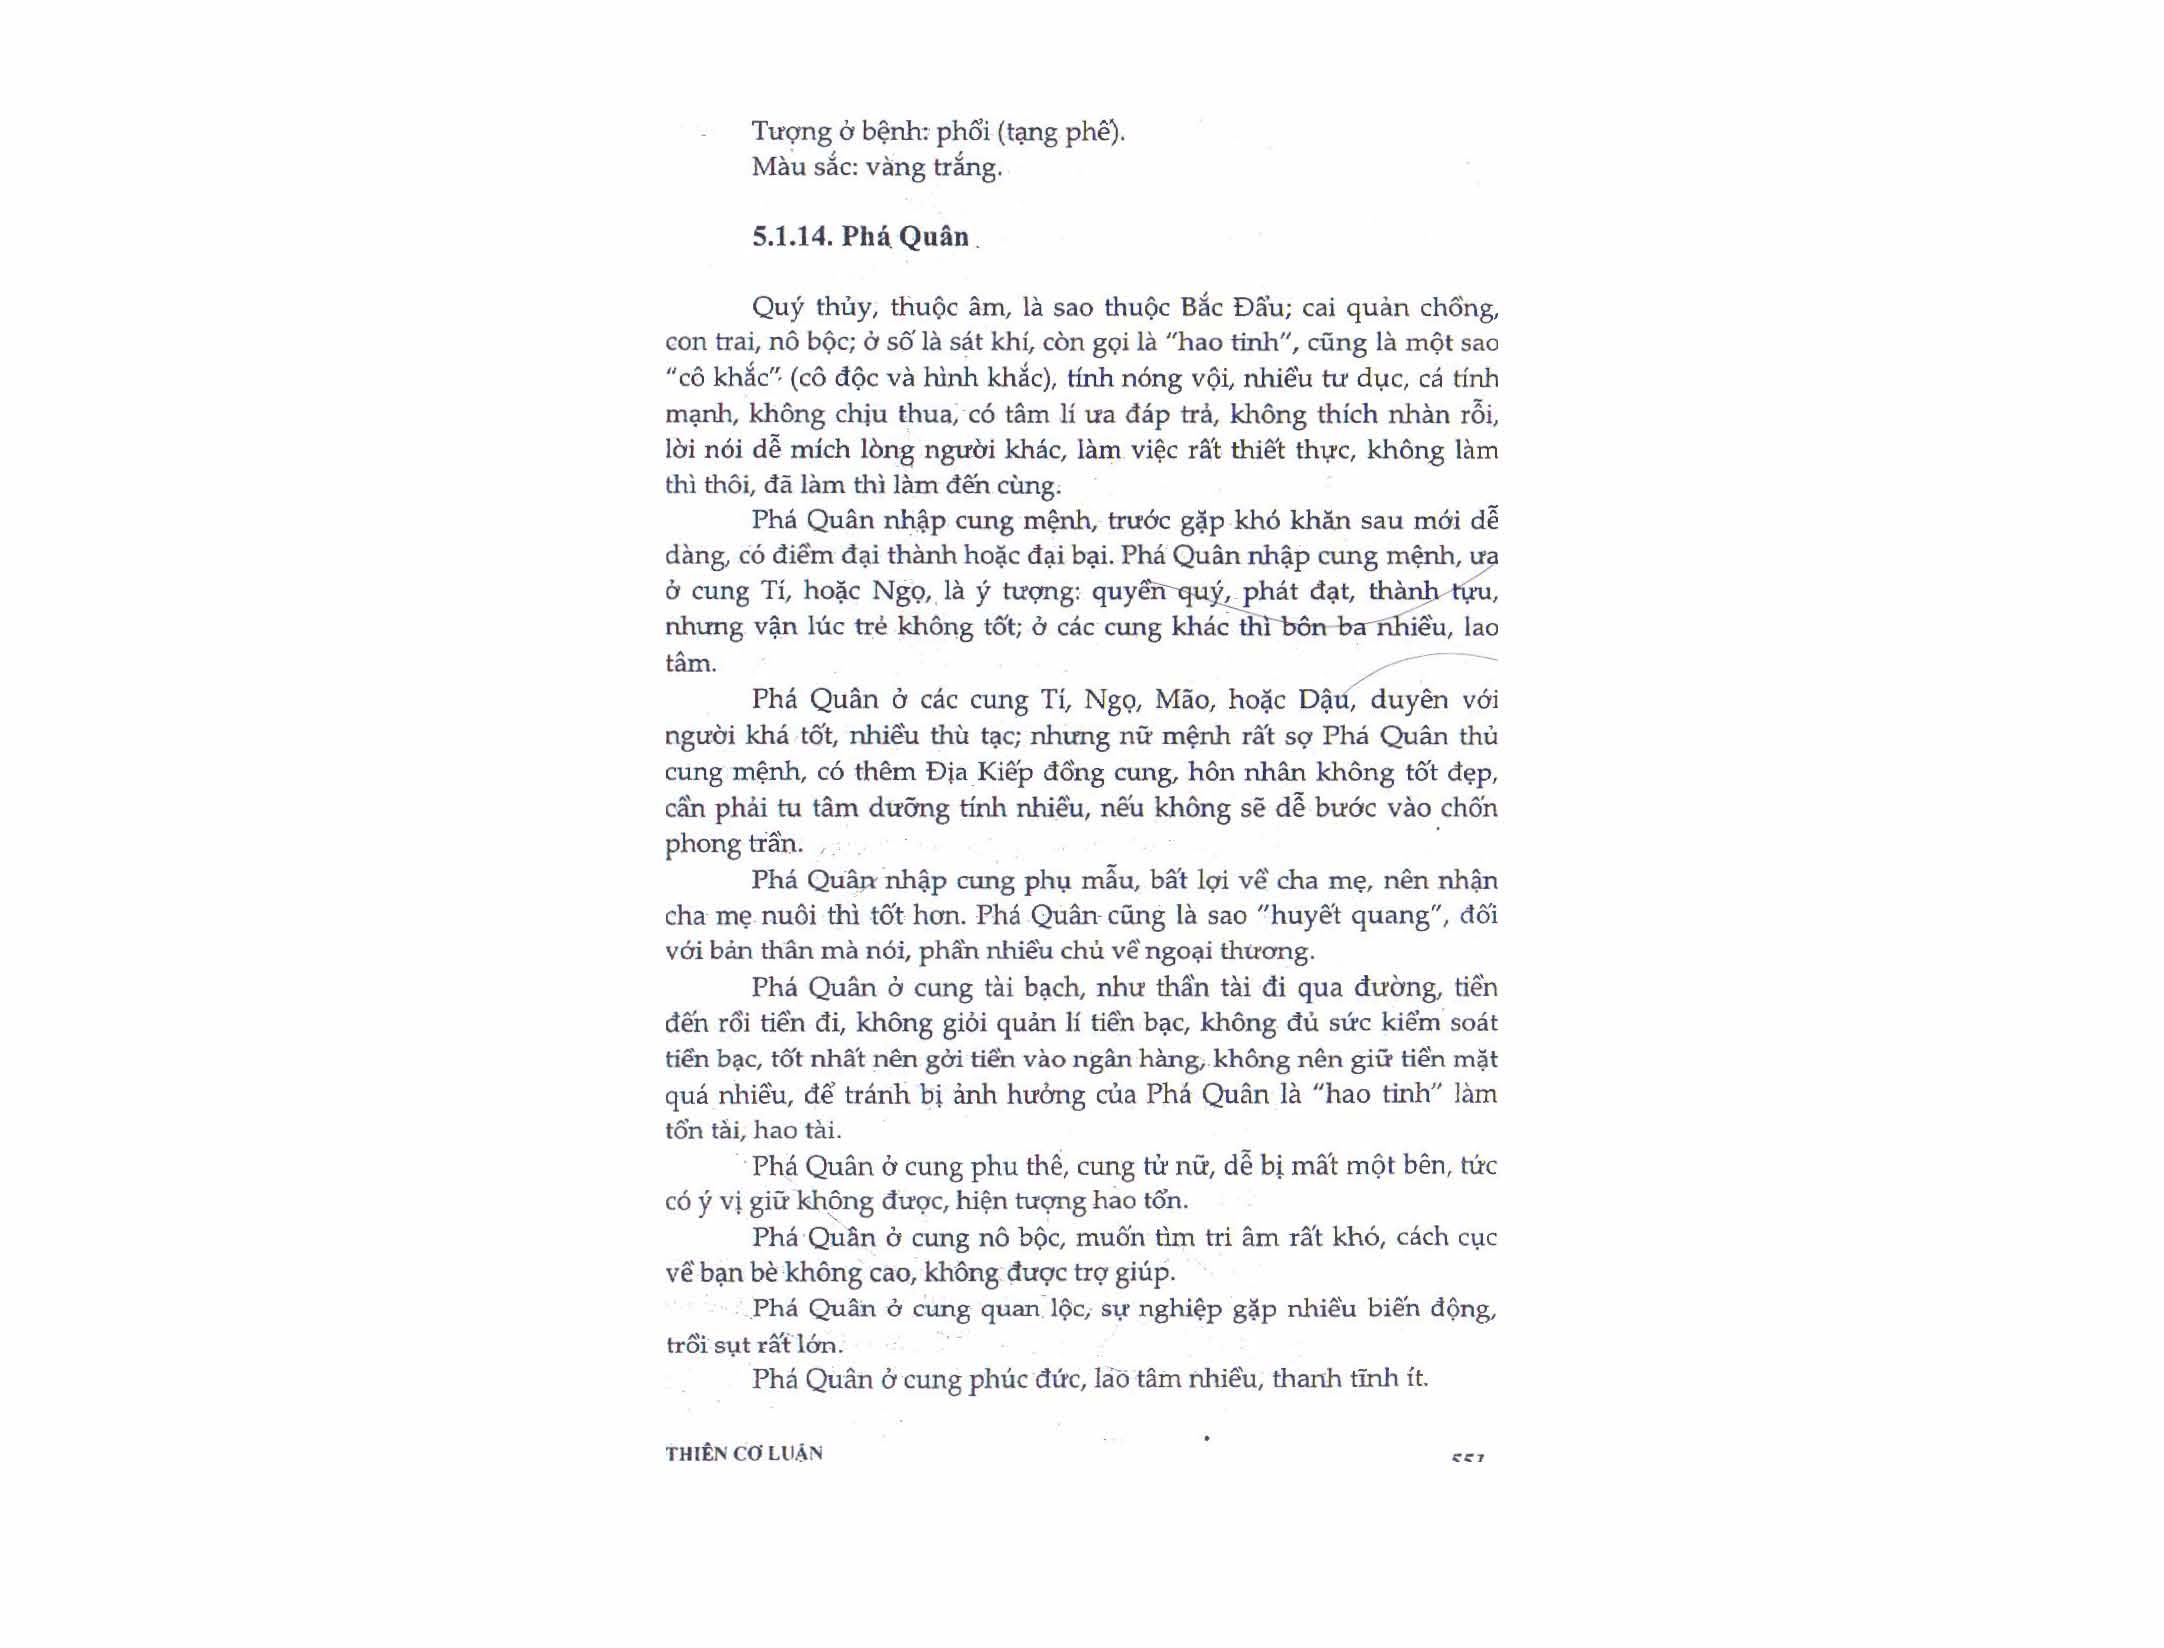 Tượng ở bệnh: phổi (tạng phế).
Màu sắc: vàng trắng.
5.1.14. Phá Quân
Quý thủy, thuộc âm, là sao thuộc Bắc Đẩu; cai quản chồng,
con trai, nô bộc; ở số là sát khí, còn gọi là "hao tinh", cũng là một sao
"cô khắc" (cô độc và hình khắc), tính nóng vội, nhiều tư dục, cá tính
mạnh, không chịu thua, có tâm lí ưa đáp trả, không thích nhàn rỗi,
lời nói dễ mích lòng người khác, làm việc rất thiết thực, không làm
thì thôi, đã làm thì làm đến cùng.
Phá Quân nhập cung mệnh, trước gặp khó khăn sau mới dễ
dàng, có điềm đại thành hoặc đại bại. Phá Quân nhập cung mệnh, ưa
ở cung Tí, hoặc Ngọ, là ý tượng: quyền quý, phát đạt, thành tựu,
nhưng vận lúc trẻ không tốt; ở các cung khác thì bôn ba nhiều, lao
tâm.
Phá Quân ở các cung Tí, Ngọ, Mão, hoặc Dậu, duyên với
người khá tốt, nhiều thù tạc; nhưng nữ mệnh rất sợ Phá Quân thủ
cung mệnh, có thêm Địa Kiếp đồng cung, hôn nhân không tốt đẹp,
cần phải tu tâm dưỡng tính nhiều, nếu không sẽ dễ bước vào chốn
phong trần.
Phá Quân nhập cung phụ mẫu, bất lợi về cha mẹ, nên nhận
cha mẹ nuôi thì tốt hơn. Phá Quân cũng là sao "huyết quang", đối
với bản thân mà nói, phần nhiều chủ về ngoại thương.
Phá Quân ở cung tài bạch, như thần tài đi qua đường, tiền
đến rồi tiền đi, không giỏi quản lí tiền bạc, không đủ sức kiểm soát
tiền bạc, tốt nhất nên gởi tiền vào ngân hàng, không nên giữ tiền mặt
quá nhiều, để tránh bị ảnh hưởng của Phá Quân là "hao tinh" làm
tổn tài, hao tài.
Phá Quân ở cung phu thê, cung tử nữ, dễ bị mất một bên, tức
có ý vị giữ không được, hiện tượng hao tổn.
Phá Quân ở cung nô bộc, muốn tìm tri âm rất khó, cách cục
về bạn bè không cao, không được trợ giúp.
Phá Quân ở cung quan lộc, sự nghiệp gặp nhiều biến động,
trồi sụt rất lớn.
Phá Quân ở cung phúc đức, lao tâm nhiều, thanh tĩnh ít.
THIÊN CƠ LUẬN